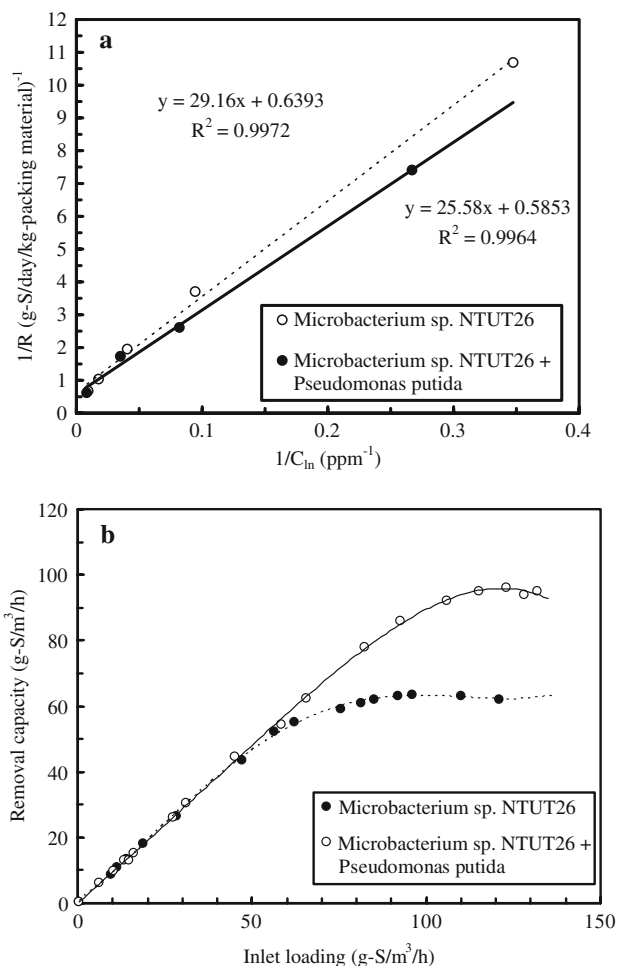 a
12
11
10
9
8
7
6
5
4
3
2
1
0
1/R (g-S/day/kg-packing material)⁻¹
y = 29.16x + 0.6393
R² = 0.9972
y = 25.58x + 0.5853
R² = 0.9964
Microbacterium sp. NTUT26
Microbacterium sp. NTUT26 +
Pseudomonas putida
0 0.1 0.2 0.3 0.4
1/Cₗₙ (ppm⁻¹)
b
120
100
80
60
40
20
0
Removal capacity (g-S/m³/h)
Microbacterium sp. NTUT26
Microbacterium sp. NTUT26 +
Pseudomonas putida
0 50 100 150
Inlet loading (g-S/m³/h)